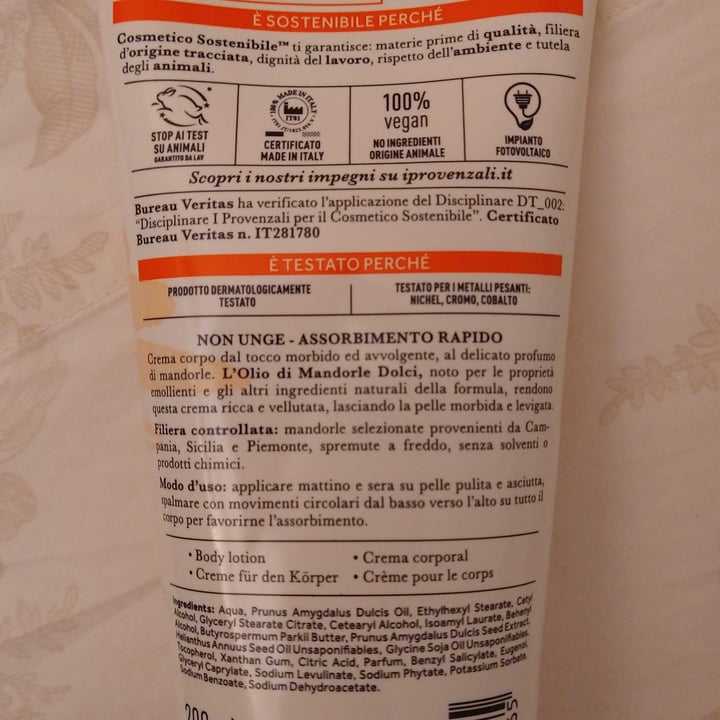 È SOSTENIBILE PERCHÉ
Cosmetico Sostenibile™ ti garantisce: materie prime di qualità, filiera
d'origine tracciata, dignità del lavoro, rispetto dell'ambiente e tutela
degli animali.
STOP AI TEST
SU ANIMALI
GARANTITO DA LAV
100% MADE IN ITALY
IT01
CERTIFICATO
MADE IN ITALY
100%
vegan
NO INGREDIENTI
ORIGINE ANIMALE
IMPIANTO
FOTOVOLTAICO
Scopri i nostri impegni su iprovenzali.it
Bureau Veritas ha verificato l'applicazione del Disciplinare DT_002:
“Disciplinare I Provenzali per il Cosmetico Sostenibile”. Certificato
Bureau Veritas n. IT281780
È TESTATO PERCHÉ
PRODOTTO DERMATOLOGICAMENTE
TESTATO
TESTATO PER I METALLI PESANTI:
NICHEL, CROMO, COBALTO
NON UNGE - ASSORBIMENTO RAPIDO
Crema corpo dal tocco morbido ed avvolgente, al delicato profumo
di mandorle. L'Olio di Mandorle Dolci, noto per le proprietà
emollienti e gli altri ingredienti naturali della formula, rendono
questa crema ricca e vellutata, lasciando la pelle morbida e levigata.
Filiera controllata: mandorle selezionate provenienti da Cam-
pania, Sicilia e Piemonte, spremute a freddo, senza solventi o
prodotti chimici.
Modo d'uso: applicare mattino e sera su pelle pulita e asciutta,
spalmare con movimenti circolari dal basso verso l'alto su tutto il
corpo per favorirne l'assorbimento.
• Body lotion
• Crema corporal
• Creme für den Körper
• Crème pour le corps
Ingredients: Aqua, Prunus Amygdalus Dulcis Oil, Ethylhexyl Stearate, Cetyl
Alcohol, Glyceryl Stearate Citrate, Cetearyl Alcohol, Isoamyl Laurate, Behenyl
Alcohol, Butyrospermum Parkii Butter, Prunus Amygdalus Dulcis Seed Extract,
Helianthus Annuus Seed Oil Unsaponifiables, Glycine Soja Oil Unsaponifiables,
Tocopherol, Xanthan Gum, Citric Acid, Parfum, Benzyl Salicylate, Eugenol,
Glyceryl Caprylate, Sodium Levulinate, Sodium Phytate, Potassium Sorbate,
Sodium Benzoate, Sodium Dehydroacetate.